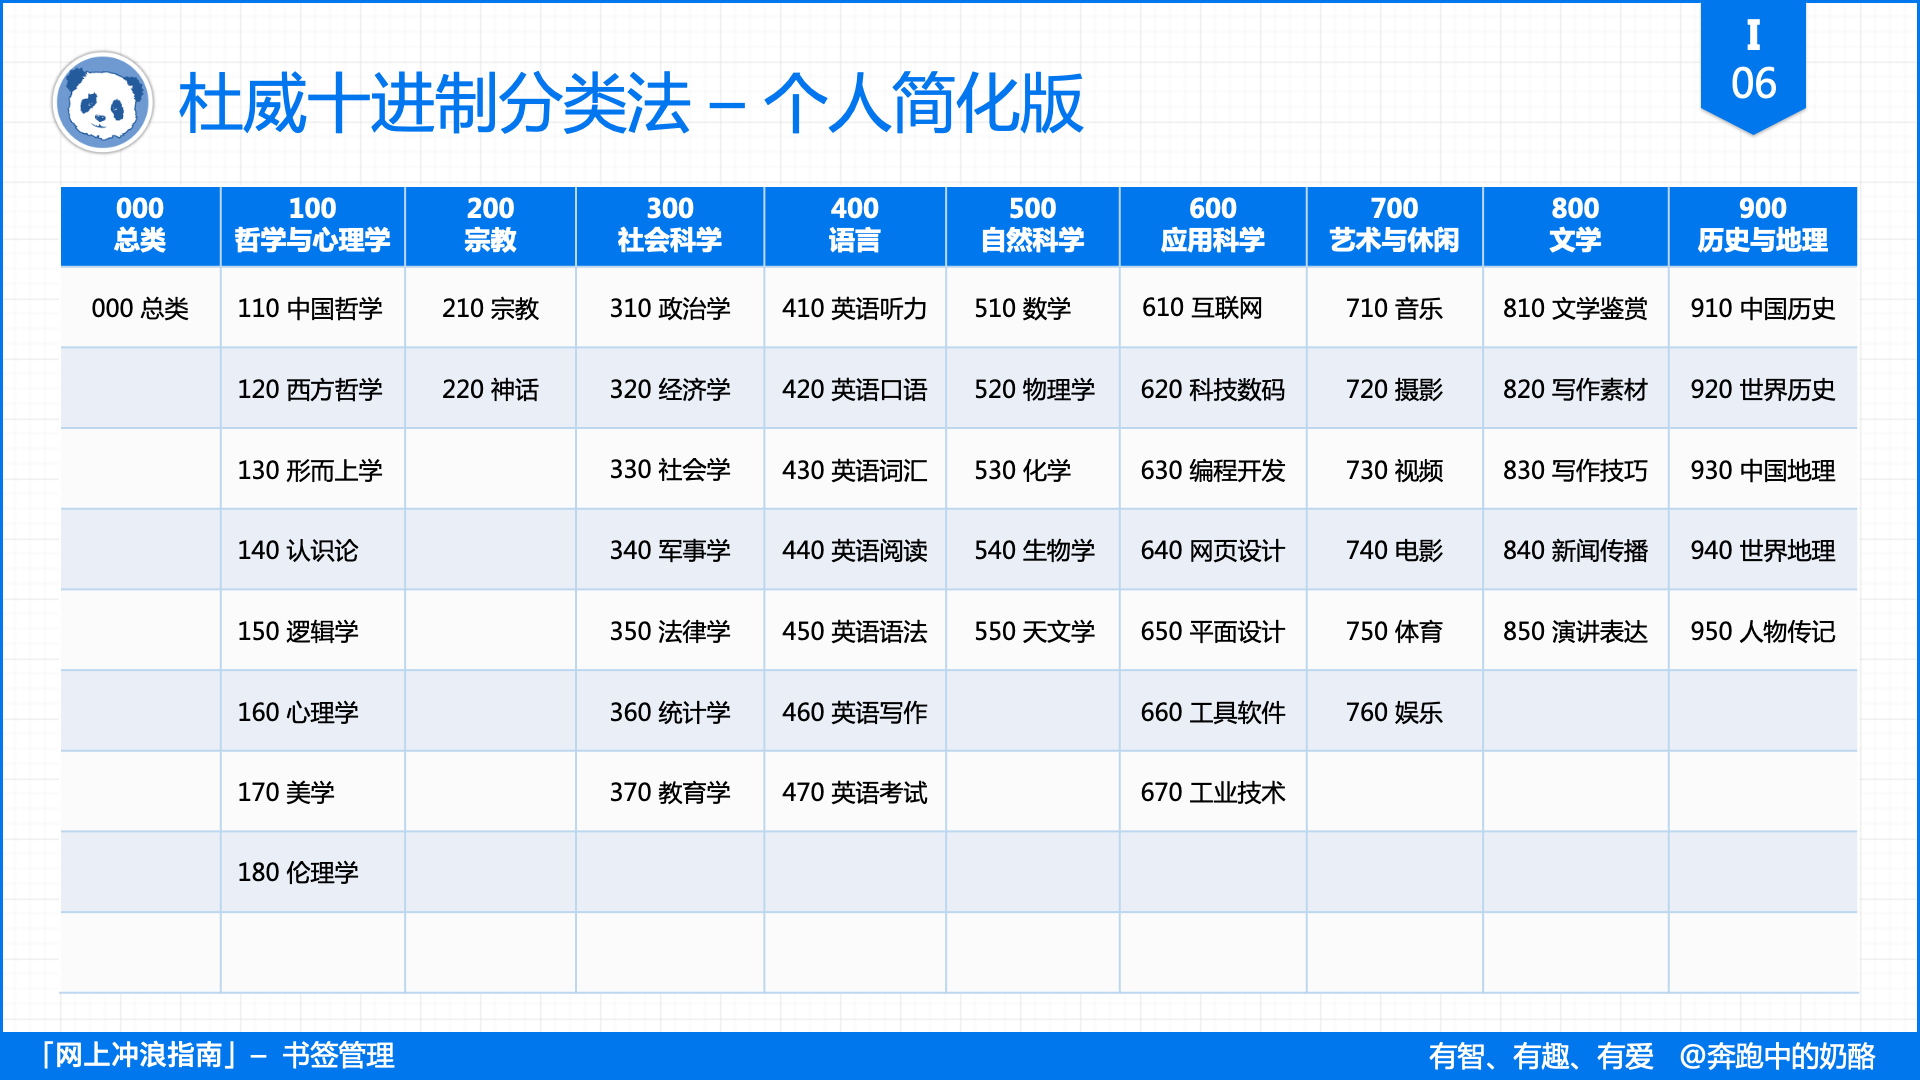 I
06
杜威十进制分类法 – 个人简化版
000 100 200 300 400 500 600 700 800 900
总类 哲学与心理学 宗教 社会科学 语言 自然科学 应用科学 艺术与休闲 文学 历史与地理
000 总类 110 中国哲学 210 宗教 310 政治学 410 英语听力 510 数学 610 互联网 710 音乐 810 文学鉴赏 910 中国历史
120 西方哲学 220 神话 320 经济学 420 英语口语 520 物理学 620 科技数码 720 摄影 820 写作素材 920 世界历史
130 形而上学 330 社会学 430 英语词汇 530 化学 630 编程开发 730 视频 830 写作技巧 930 中国地理
140 认识论 340 军事学 440 英语阅读 540 生物学 640 网页设计 740 电影 840 新闻传播 940 世界地理
150 逻辑学 350 法律学 450 英语语法 550 天文学 650 平面设计 750 体育 850 演讲表达 950 人物传记
160 心理学 360 统计学 460 英语写作 660 工具软件 760 娱乐
170 美学 370 教育学 470 英语考试 670 工业技术
180 伦理学
「网上冲浪指南」– 书签管理
有智、有趣、有爱 @奔跑中的奶酪